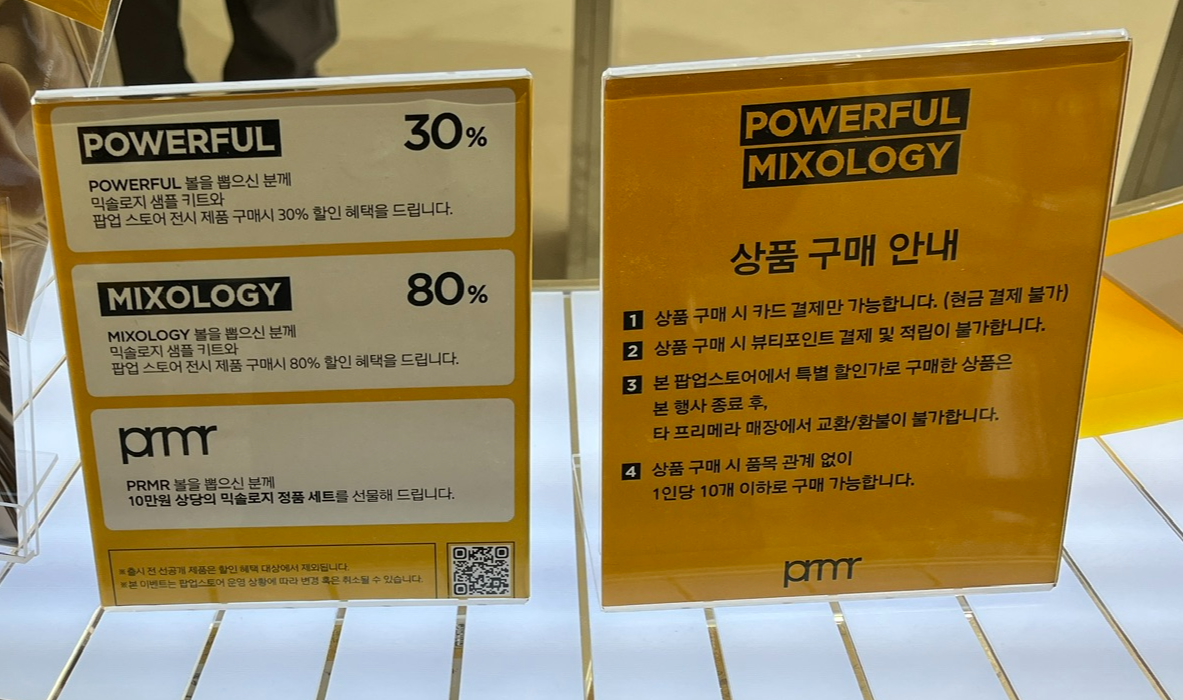 POWERFUL 30%
POWERFUL 볼을 뽑으신 분께
믹솔로지 샘플 키트와
팝업 스토어 전시 제품 구매시 30% 할인 혜택을 드립니다.
MIXOLOGY 80%
MIXOLOGY 볼을 뽑으신 분께
믹솔로지 샘플 키트와
팝업 스토어 전시 제품 구매시 80% 할인 혜택을 드립니다.
prmr
PRMR 볼을 뽑으신 분께
10만원 상당의 믹솔로지 정품 세트를 선물해 드립니다.
※ 출시 전 선공개 제품은 할인 혜택 대상에서 제외됩니다.
※ 본 이벤트는 팝업스토어 운영 상황에 따라 변경 혹은 취소될 수 있습니다.
POWERFUL
MIXOLOGY
상품 구매 안내
1 상품 구매 시 카드 결제만 가능합니다. (현금 결제 불가)
2 상품 구매 시 뷰티포인트 결제 및 적립이 불가합니다.
3 본 팝업스토어에서 특별 할인가로 구매한 상품은
본 행사 종료 후,
타 프리메라 매장에서 교환/환불이 불가합니다.
4 상품 구매 시 품목 관계 없이
1인당 10개 이하로 구매 가능합니다.
prmr